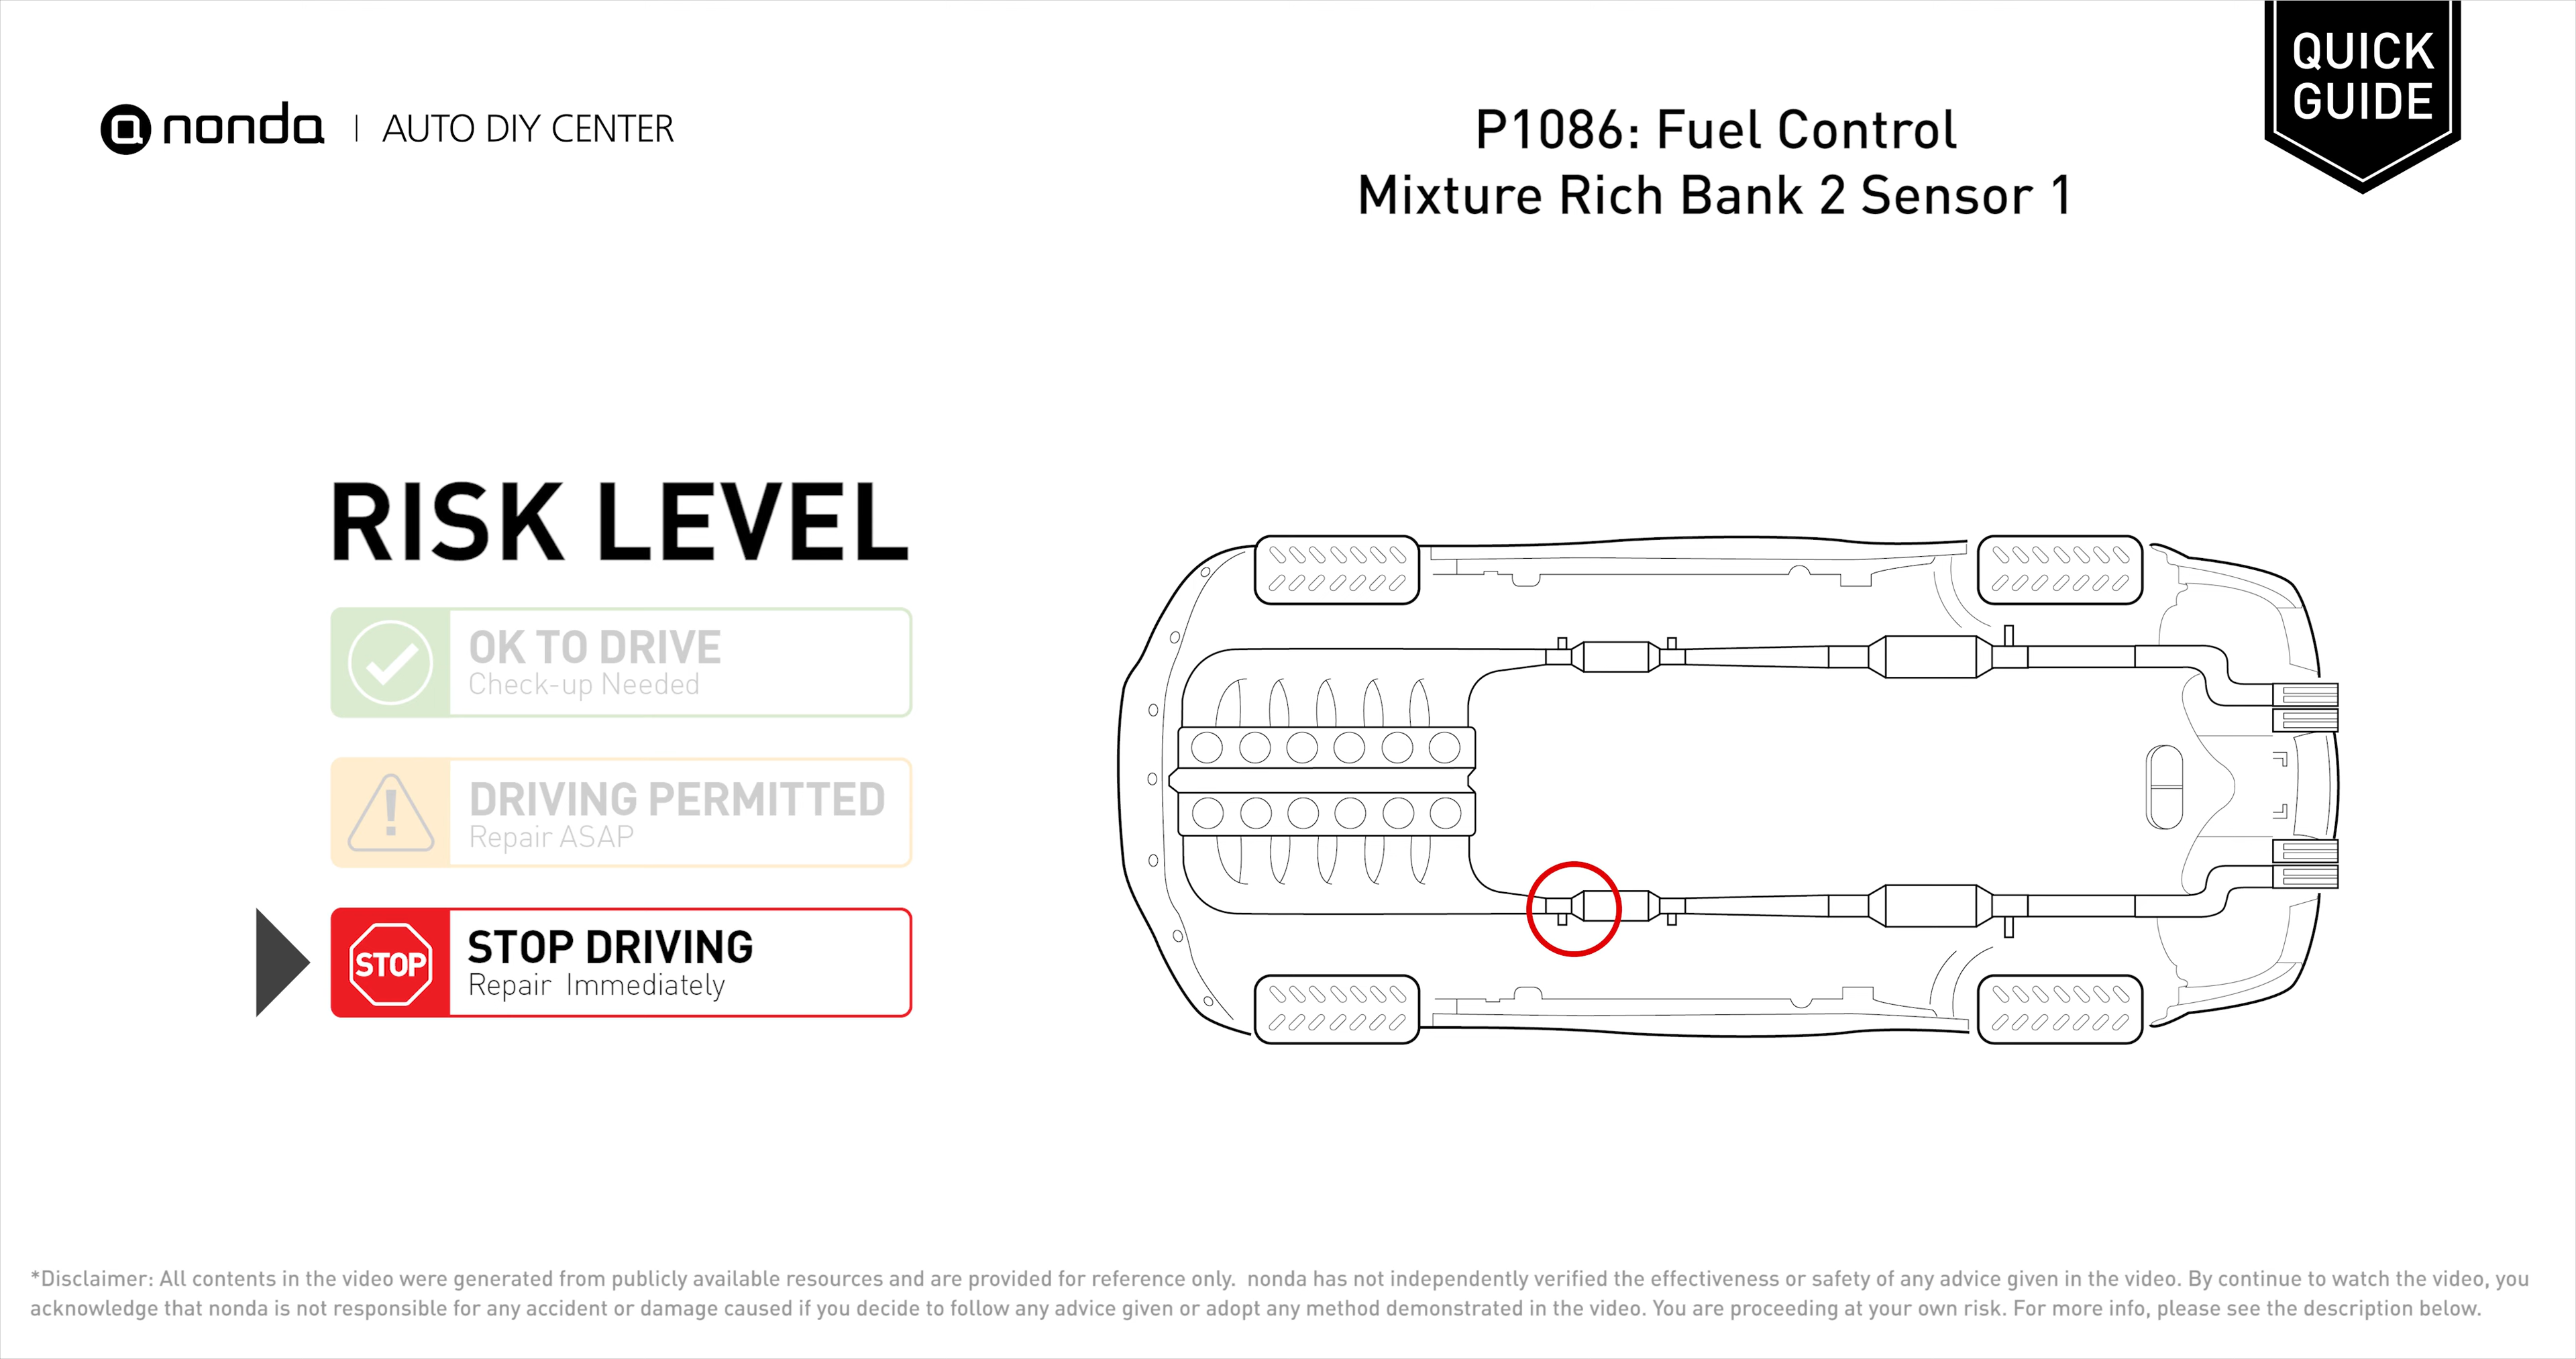 nonda | AUTO DIY CENTER
P1086: Fuel Control
Mixture Rich Bank 2 Sensor 1
QUICK
GUIDE
RISK LEVEL
OK TO DRIVE
Check-up Needed
DRIVING PERMITTED
Repair ASAP
STOP
STOP DRIVING
Repair Immediately
*Disclaimer: All contents in the video were generated from publicly available resources and are provided for reference only. nonda has not independently verified the effectiveness or safety of any advice given in the video. By continue to watch the video, you
acknowledge that nonda is not responsible for any accident or damage caused if you decide to follow any advice given or adopt any method demonstrated in the video. You are proceeding at your own risk. For more info, please see the description below.